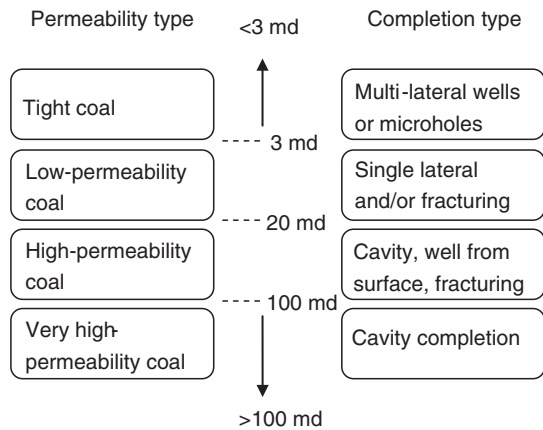 Permeability type
<3 md
Completion type
Tight coal
Multi-lateral wells
or microholes
3 md
Low-permeability
coal
Single lateral
and/or fracturing
20 md
High-permeability
coal
Cavity, well from
surface, fracturing
100 md
Very high-
permeability coal
Cavity completion
>100 md